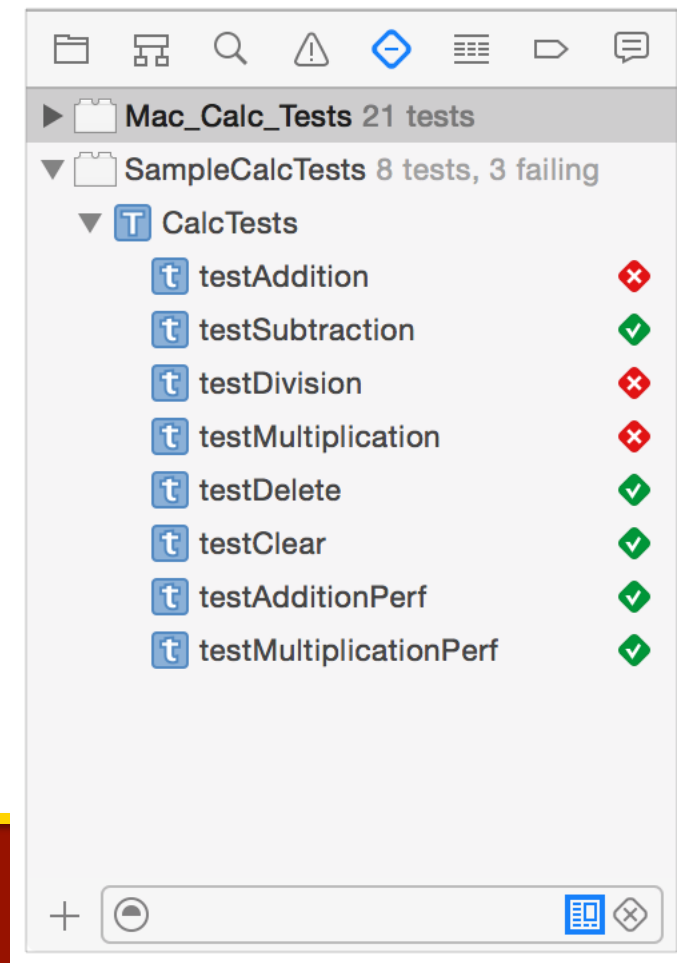 Mac_Calc_Tests 21 tests
SampleCalcTests 8 tests, 3 failing
T CalcTests
t testAddition
t testSubtraction
t testDivision
t testMultiplication
t testDelete
t testClear
t testAdditionPerf
t testMultiplicationPerf